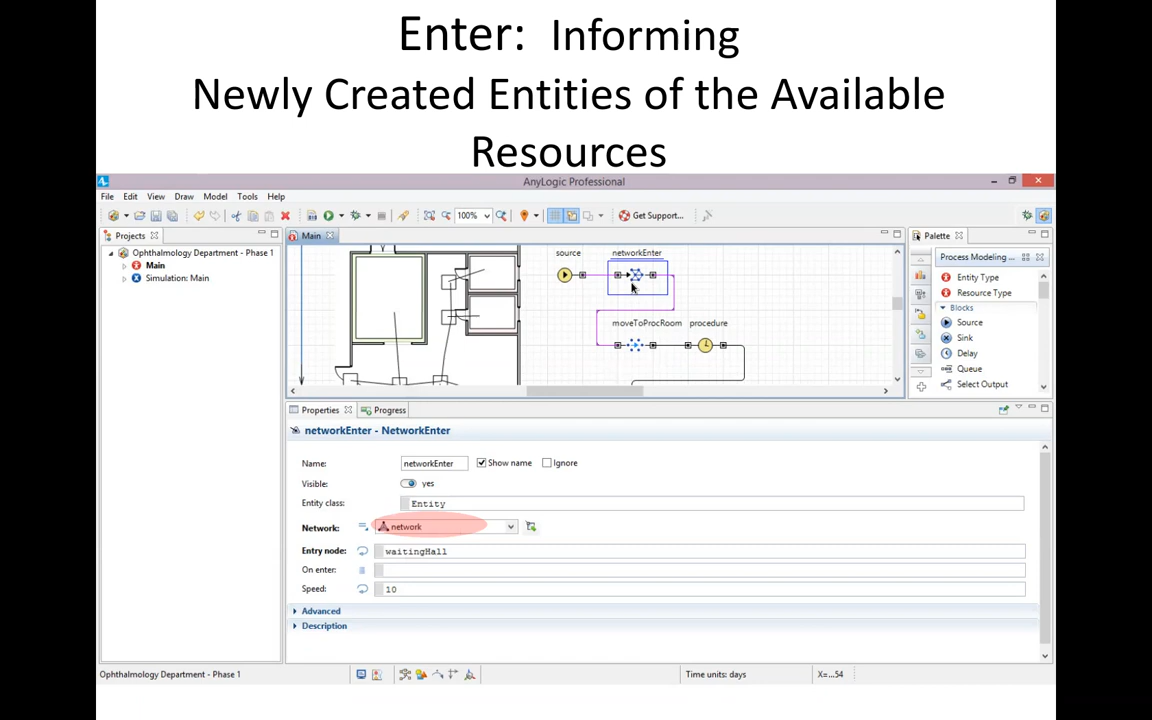 Enter: Informing
Newly Created Entities of the Available
Resources
AnyLogic Professional
File Edit View Draw Model Tools Help
100% Get Support...
Projects
Main
Palette
Ophthalmology Department - Phase 1
Main
Simulation: Main
source networkEnter
moveToProcRoom procedure
Process Modeling ...
Entity Type
Resource Type
Blocks
Source
Sink
Delay
Queue
Select Output
Properties Progress
networkEnter - NetworkEnter
Name: networkEnter Show name Ignore
Visible: yes
Entity class: Entity
Network: network
Entry node: waitingHall
On enter:
Speed: 10
Advanced
Description
Ophthalmology Department - Phase 1 Time units: days X=...54